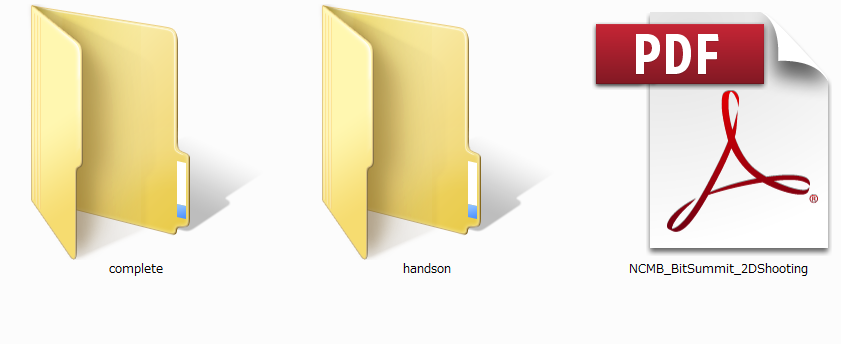 PDF
®
complete
handson
NCMB_BitSummit_2DShooting